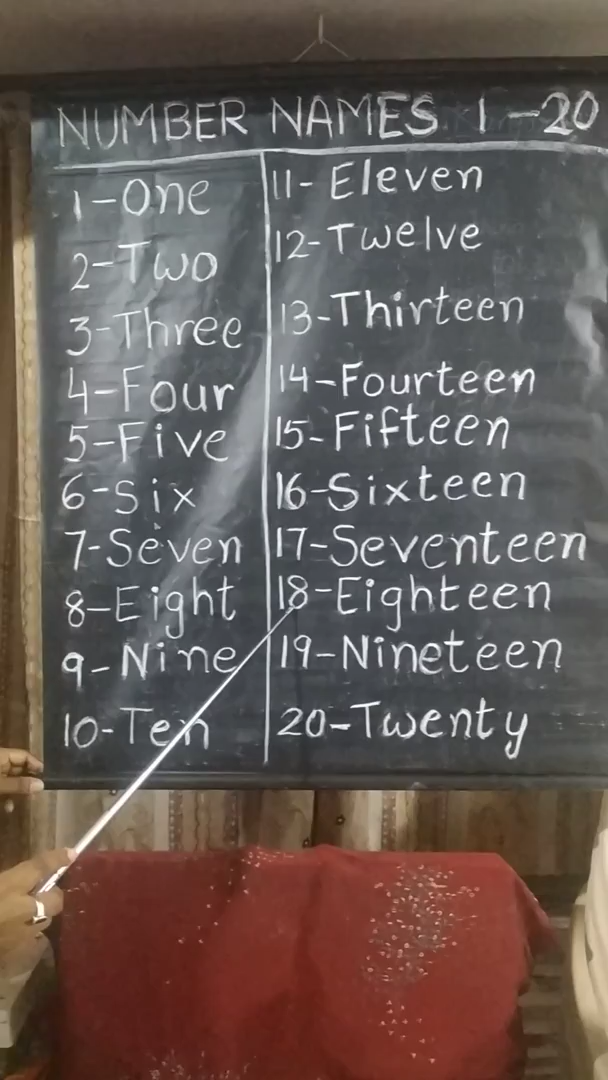 NUMBER NAMES 1-20
1-One
2-Two
3-Three
4-Four
5-Five
6-Six
7-Seven
8-Eight
9-Nine
10-Ten
11-Eleven
12-Twelve
13-Thirteen
14-Fourteen
15-Fifteen
16-Sixteen
17-Seventeen
18-Eighteen
19-Nineteen
20-Twenty